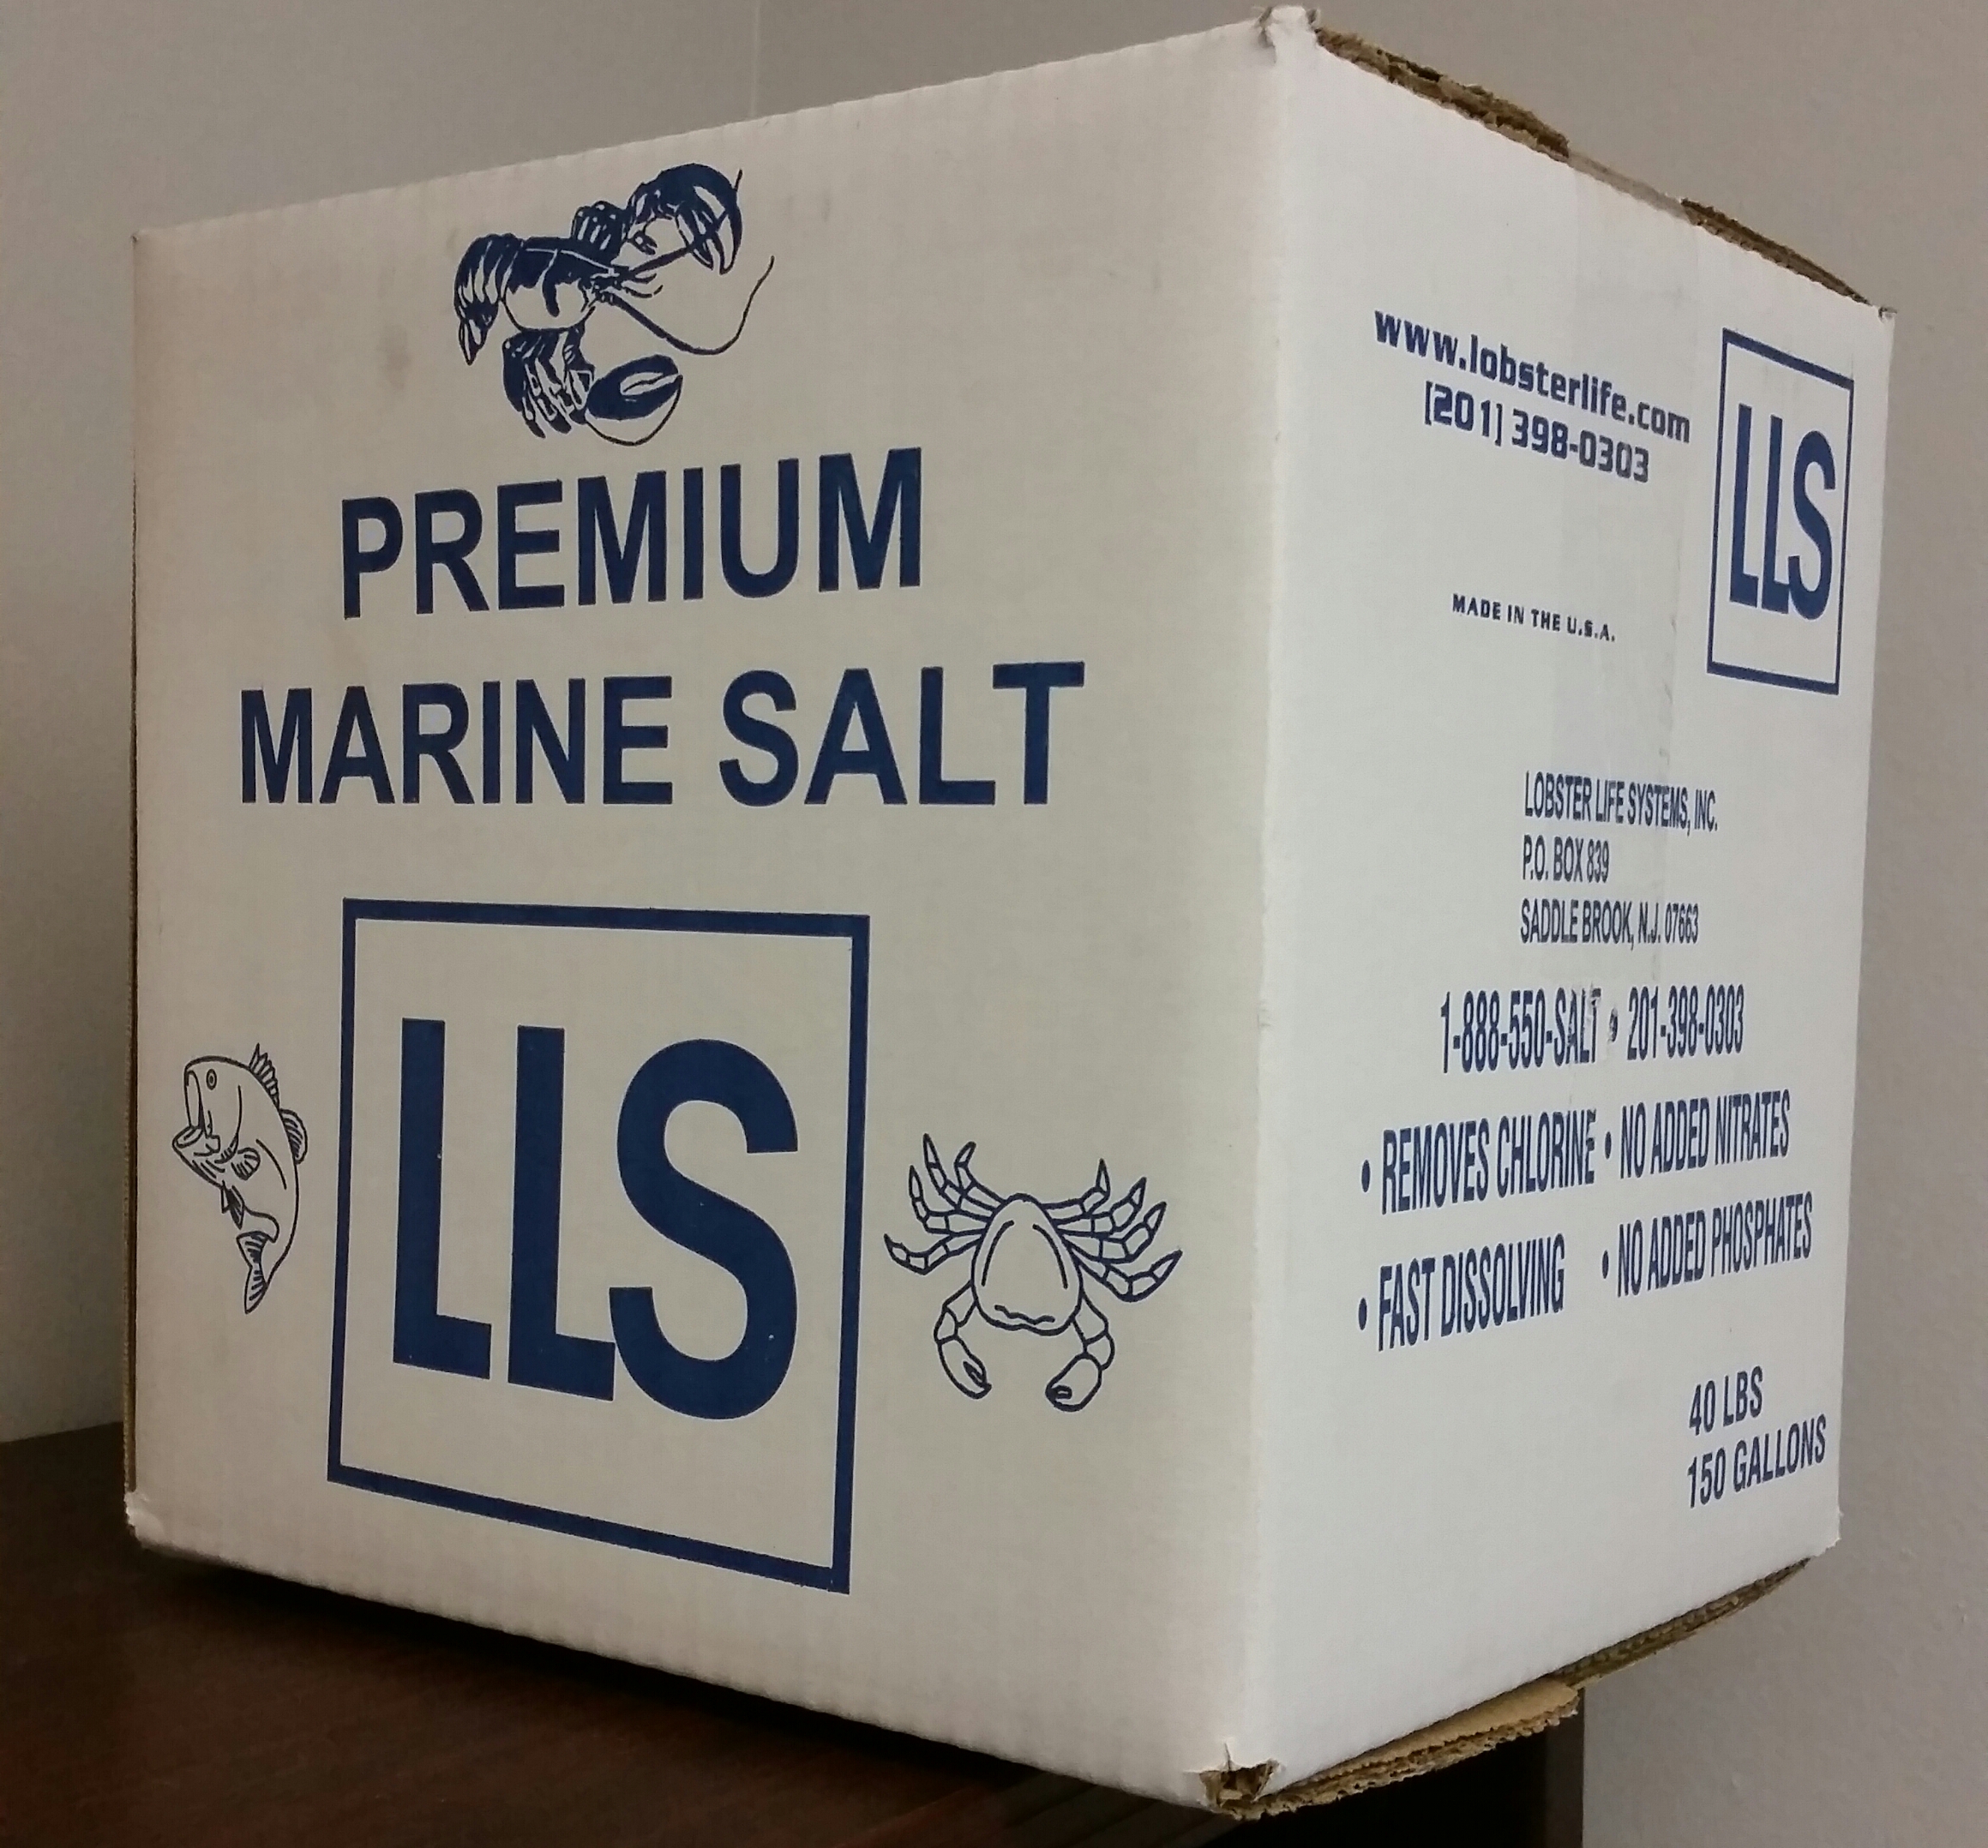 PREMIUM
MARINE SALT
LLS
www.lobsterlife.com
[201] 398-0303
LLS
MADE IN THE U.S.A.
LOBSTER LIFE SYSTEMS, INC.
P.O. BOX 839
SADDLE BROOK, N.J. 07663
1-888-550-SALT • 201-398-0303
• REMOVES CHLORINE • NO ADDED NITRATES
• FAST DISSOLVING • NO ADDED PHOSPHATES
40 LBS
150 GALLONS